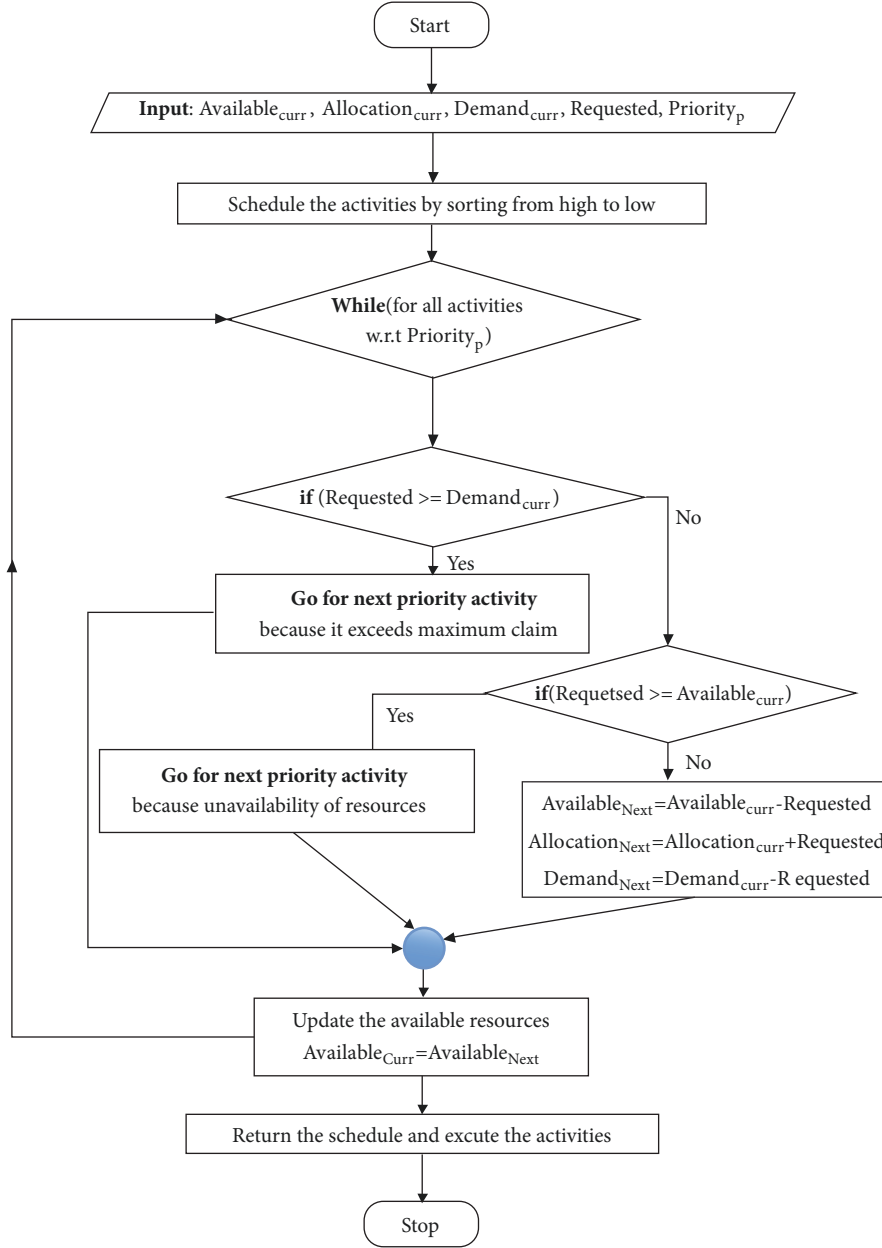 Start
Input: Available_curr, Allocation_curr, Demand_curr, Requested, Priority_p
Schedule the activities by sorting from high to low
While(for all activities
w.r.t Priority_p)
if (Requested >= Demand_curr)
No
Yes
Go for next priority activity
because it exceeds maximum claim
if(Requetsed >= Available_curr)
Yes
No
Go for next priority activity
because unavailability of resources
Available_Next=Available_curr-Requested
Allocation_Next=Allocation_curr+Requested
Demand_Next=Demand_curr-R equested
Update the available resources
Available_Curr=Available_Next
Return the schedule and excute the activities
Stop